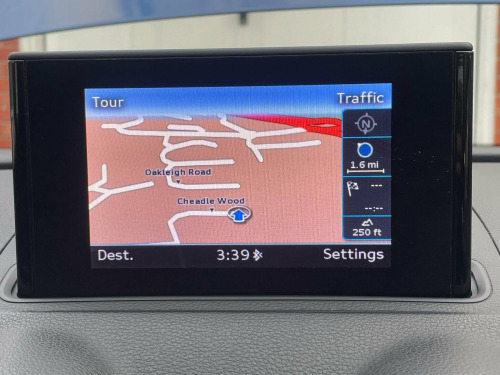 Tour
Traffic
N
1.6 mi
Oakleigh Road
---
Cheadle Wood
--:--
250 ft
Dest.
3:39
Settings